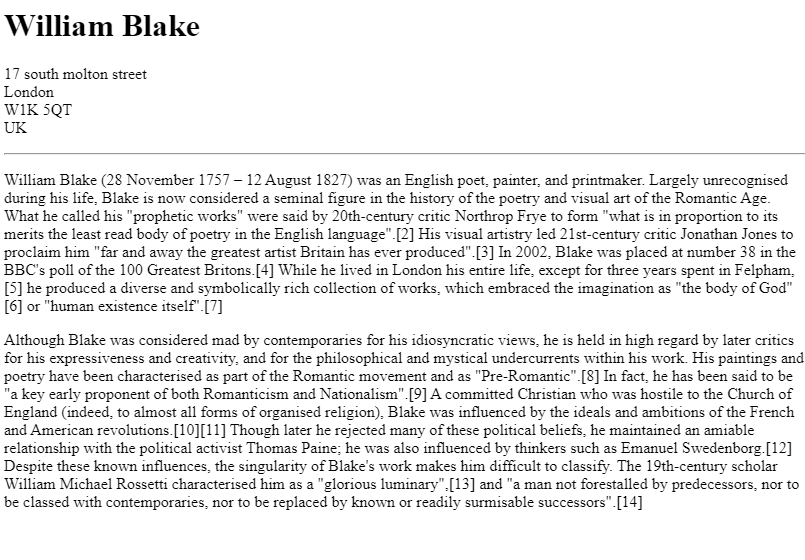 William Blake
17 south molton street
London
W1K 5QT
UK
William Blake (28 November 1757 – 12 August 1827) was an English poet, painter, and printmaker. Largely unrecognised
during his life, Blake is now considered a seminal figure in the history of the poetry and visual art of the Romantic Age.
What he called his "prophetic works" were said by 20th-century critic Northrop Frye to form "what is in proportion to its
merits the least read body of poetry in the English language".[2] His visual artistry led 21st-century critic Jonathan Jones to
proclaim him "far and away the greatest artist Britain has ever produced".[3] In 2002, Blake was placed at number 38 in the
BBC's poll of the 100 Greatest Britons.[4] While he lived in London his entire life, except for three years spent in Felpham,
[5] he produced a diverse and symbolically rich collection of works, which embraced the imagination as "the body of God"
[6] or "human existence itself".[7]
Although Blake was considered mad by contemporaries for his idiosyncratic views, he is held in high regard by later critics
for his expressiveness and creativity, and for the philosophical and mystical undercurrents within his work. His paintings and
poetry have been characterised as part of the Romantic movement and as "Pre-Romantic".[8] In fact, he has been said to be
"a key early proponent of both Romanticism and Nationalism".[9] A committed Christian who was hostile to the Church of
England (indeed, to almost all forms of organised religion), Blake was influenced by the ideals and ambitions of the French
and American revolutions.[10][11] Though later he rejected many of these political beliefs, he maintained an amiable
relationship with the political activist Thomas Paine; he was also influenced by thinkers such as Emanuel Swedenborg.[12]
Despite these known influences, the singularity of Blake's work makes him difficult to classify. The 19th-century scholar
William Michael Rossetti characterised him as a "glorious luminary",[13] and "a man not forestalled by predecessors, nor to
be classed with contemporaries, nor to be replaced by known or readily surmisable successors".[14]